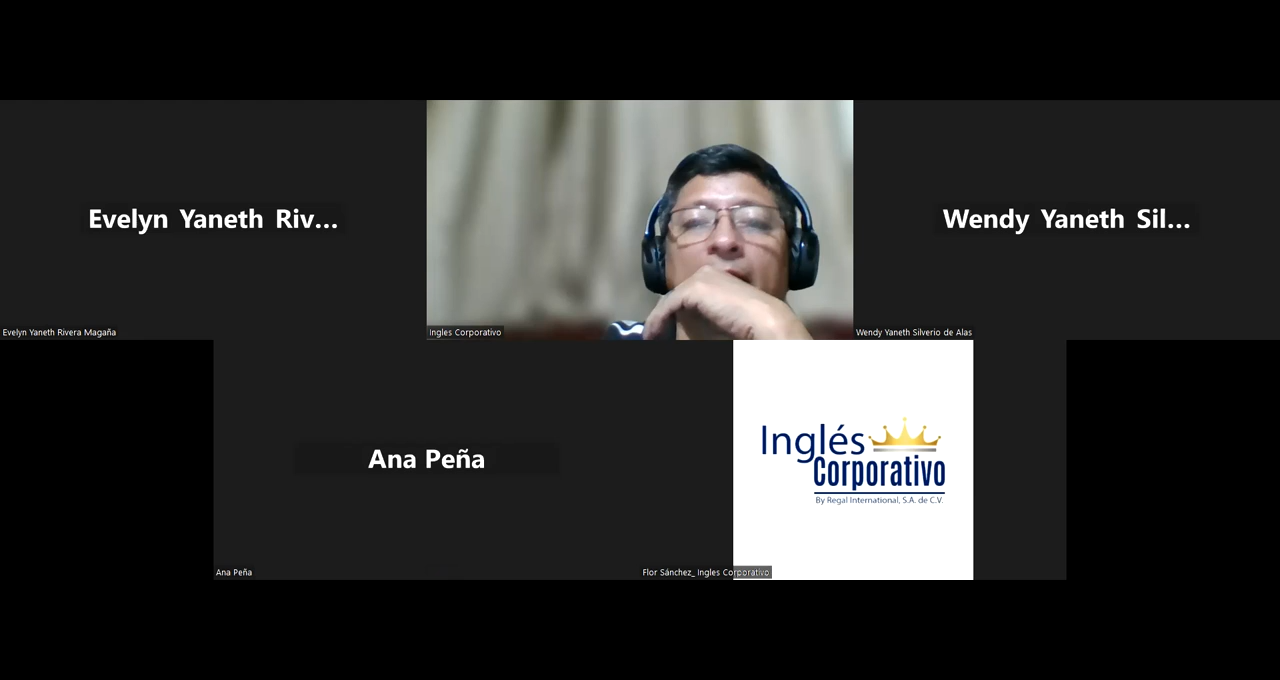 Evelyn Yaneth Riv...
Wendy Yaneth Sil...
Evelyn Yaneth Rivera Magaña
Ingles Corporativo
Wendy Yaneth Silverio de Alas
Ana Peña
Inglés
Corporativo
By Regal International, S.A. de C.V.
Ana Peña
Flor Sánchez_ Ingles Corporativo